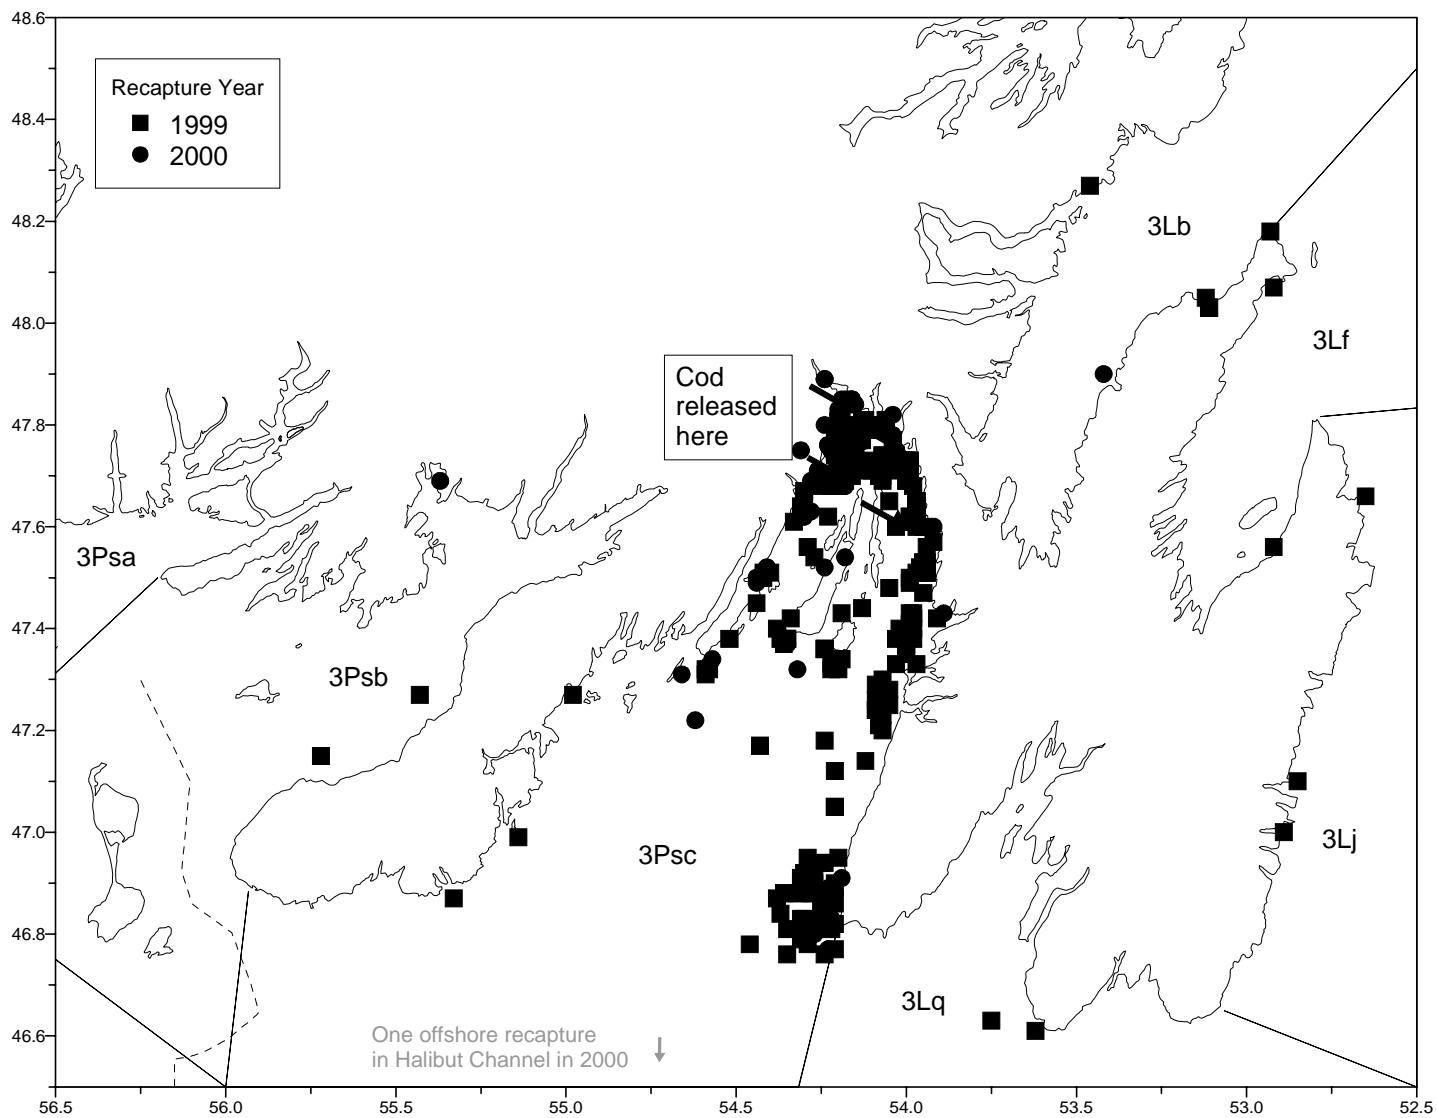 48.6
48.4
48.2
48.0
47.8
47.6
47.4
47.2
47.0
46.8
46.6
Recapture Year
1999
2000
3Lb
3Lf
Cod
released
here
3Psa
3Psb
3Psc
3Lj
3Lq
One offshore recapture
in Halibut Channel in 2000
56.5 56.0 55.5 55.0 54.5 54.0 53.5 53.0 52.5